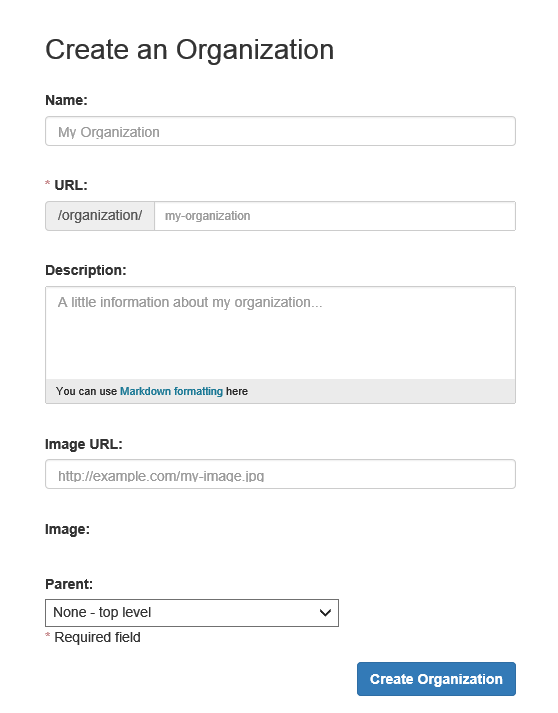 Create an Organization
Name:
My Organization
* URL:
/organization/ my-organization
Description:
A little information about my organization...
You can use Markdown formatting here
Image URL:
http://example.com/my-image.jpg
Image:
Parent:
None - top level
* Required field
Create Organization